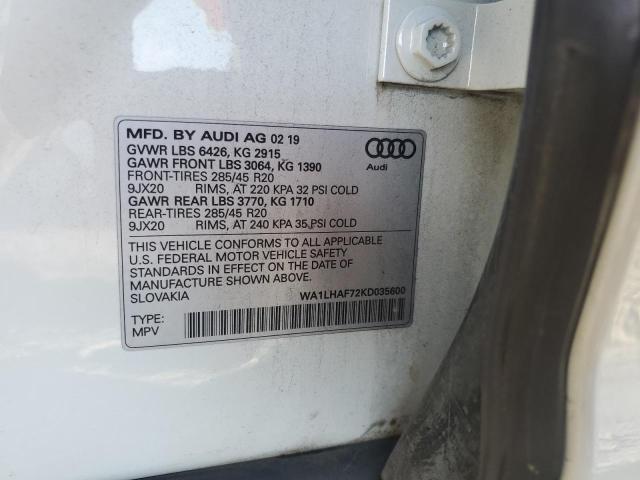 MFD. BY AUDI AG 02 19
GVWR LBS 6426, KG 2915
GAWR FRONT LBS 3064, KG 1390
FRONT-TIRES 285/45 R20
9JX20 RIMS, AT 220 KPA 32 PSI COLD
GAWR REAR LBS 3770, KG 1710
REAR-TIRES 285/45 R20
9JX20 RIMS, AT 240 KPA 35 PSI COLD
Audi
THIS VEHICLE CONFORMS TO ALL APPLICABLE
U.S. FEDERAL MOTOR VEHICLE SAFETY
STANDARDS IN EFFECT ON THE DATE OF
MANUFACTURE SHOWN ABOVE.
SLOVAKIA WA1LHAF72KD035600
TYPE:
MPV